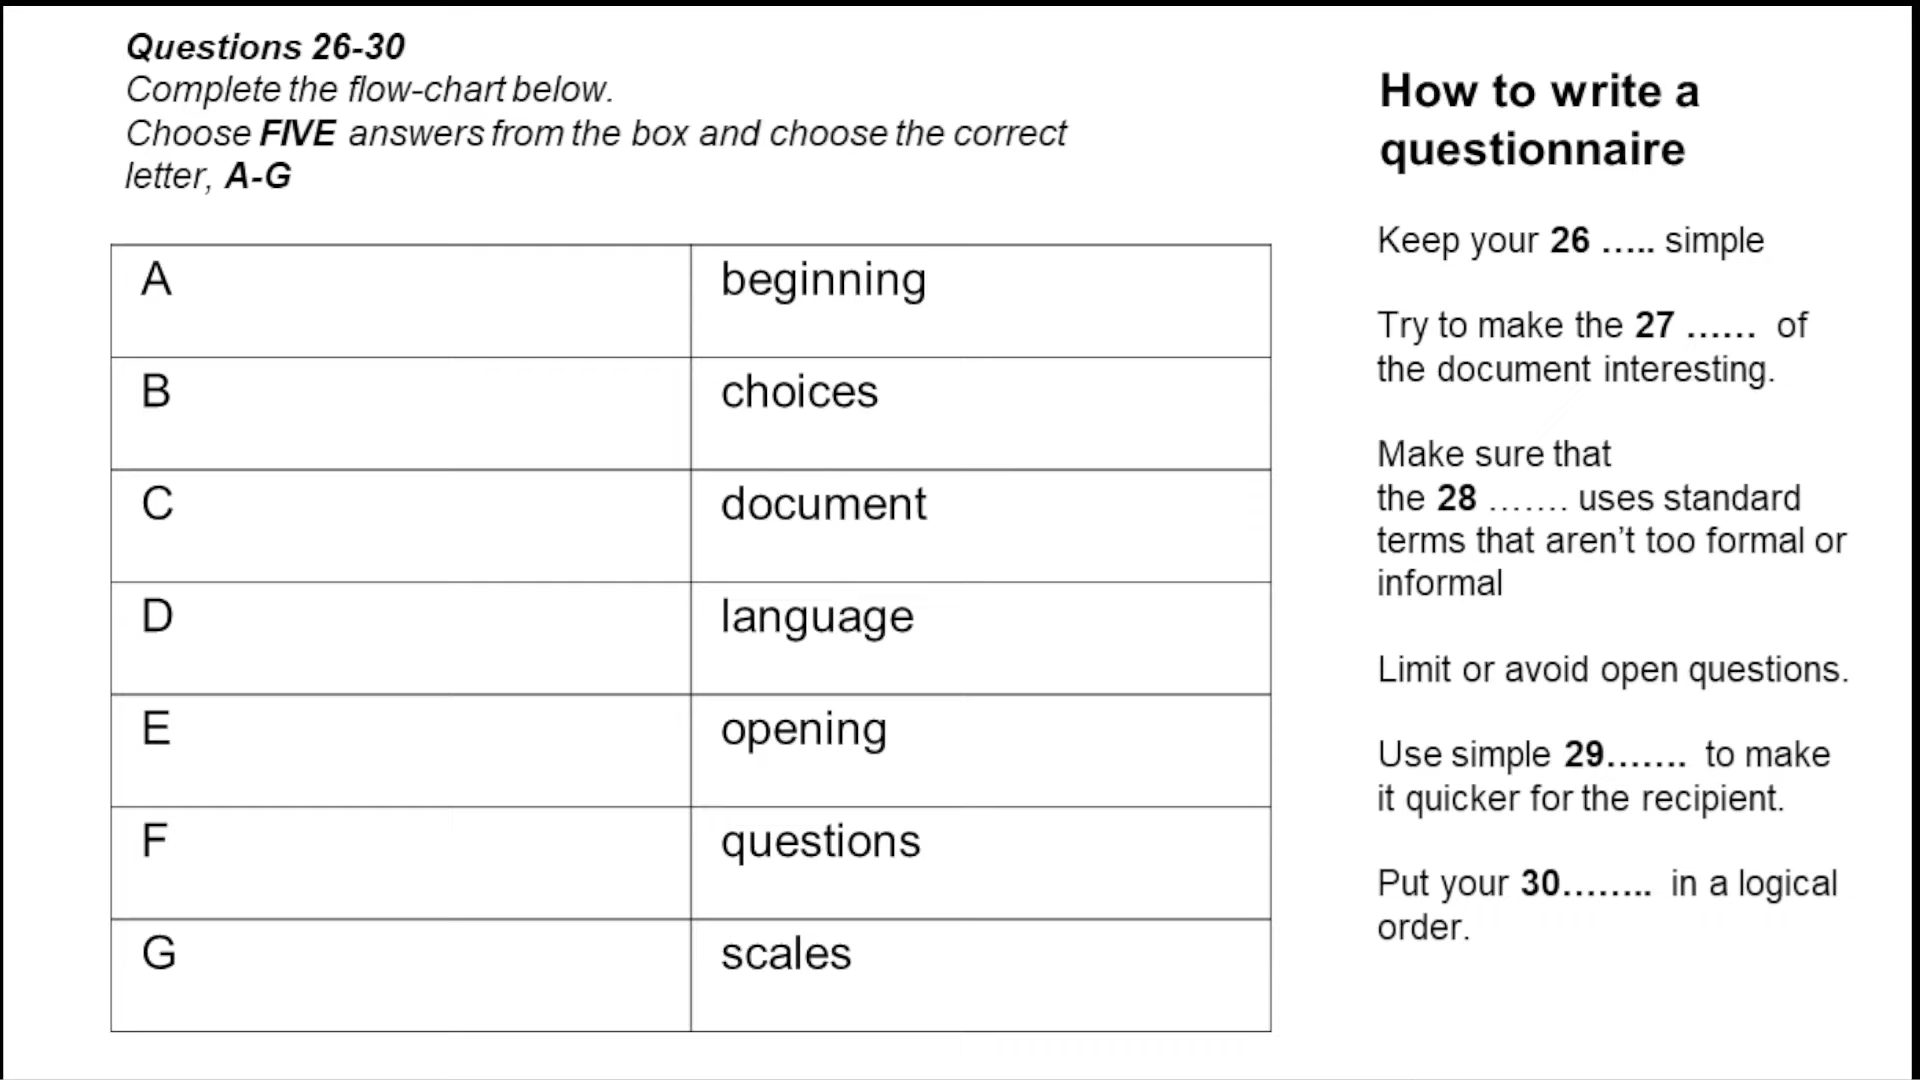 Questions 26-30
Complete the flow-chart below.
Choose FIVE answers from the box and choose the correct
letter, A-G
A beginning
B choices
C document
D language
E opening
F questions
G scales
How to write a
questionnaire
Keep your 26 ..... simple
Try to make the 27 ...... of
the document interesting.
Make sure that
the 28 ....... uses standard
terms that aren't too formal or
informal
Limit or avoid open questions.
Use simple 29....... to make
it quicker for the recipient.
Put your 30........ in a logical
order.